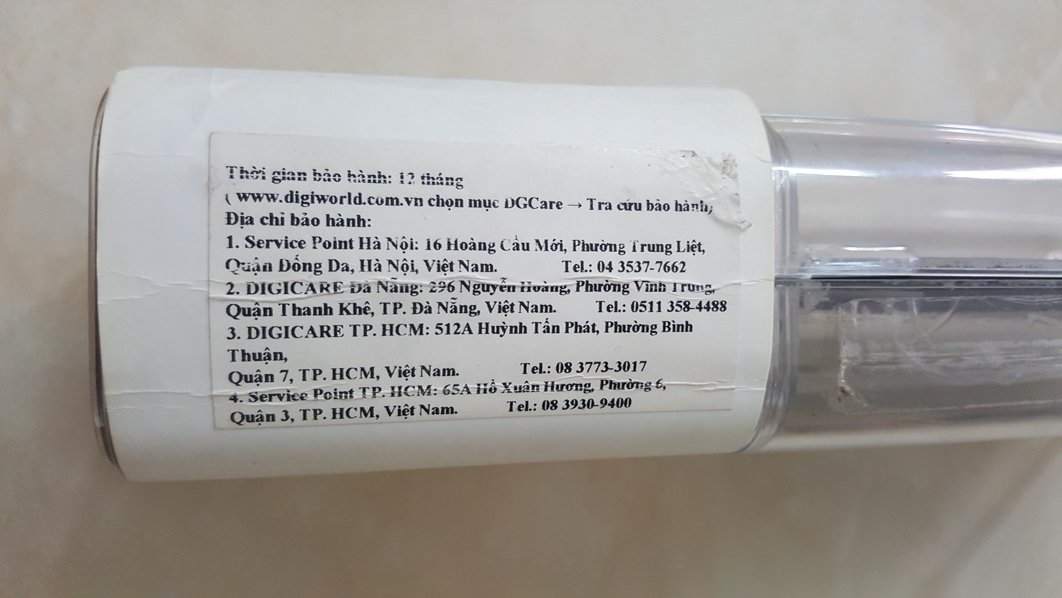 Thời gian bảo hành: 12 tháng
( www.digiworld.com.vn chọn mục DGCare → Tra cứu bảo hành)
Địa chỉ bảo hành:
1. Service Point Hà Nội: 16 Hoàng Cầu Mới, Phường Trung Liệt,
Quận Đống Đa, Hà Nội, Việt Nam. Tel.: 04 3537-7662
2. DIGICARE Đà Nẵng: 296 Nguyễn Hoàng, Phường Vĩnh Trung,
Quận Thanh Khê, TP. Đà Nẵng, Việt Nam. Tel.: 0511 358-4488
3. DIGICARE TP. HCM: 512A Huỳnh Tấn Phát, Phường Bình
Thuận,
Quận 7, TP. HCM, Việt Nam. Tel.: 08 3773-3017
4. Service Point TP. HCM: 65A Hồ Xuân Hương, Phường 6,
Quận 3, TP. HCM, Việt Nam. Tel.: 08 3930-9400